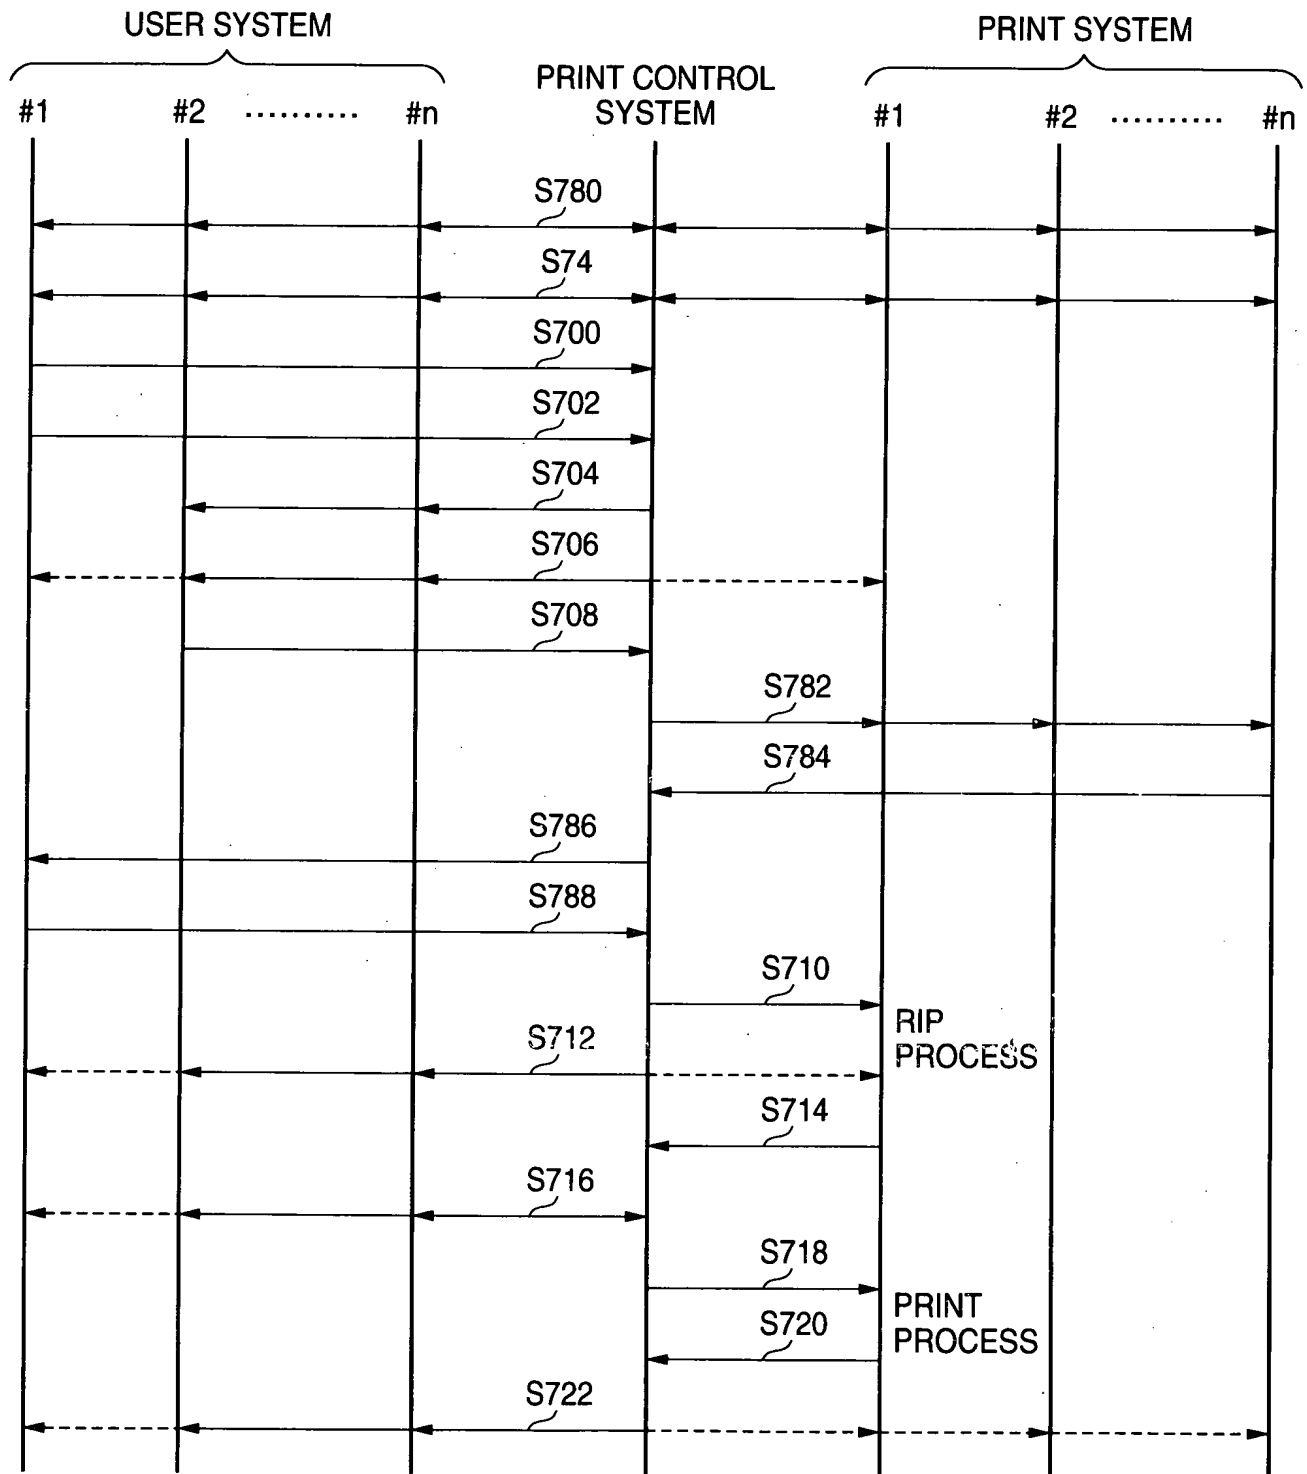 USER SYSTEM
PRINT SYSTEM
PRINT CONTROL
SYSTEM
#1 #2 .......... #n
#1 #2 .......... #n
S780
S74
S700
S702
S704
S706
S708
S782
S784
S786
S788
S710
RIP
PROCESS
S712
S714
S716
S718
PRINT
PROCESS
S720
S722